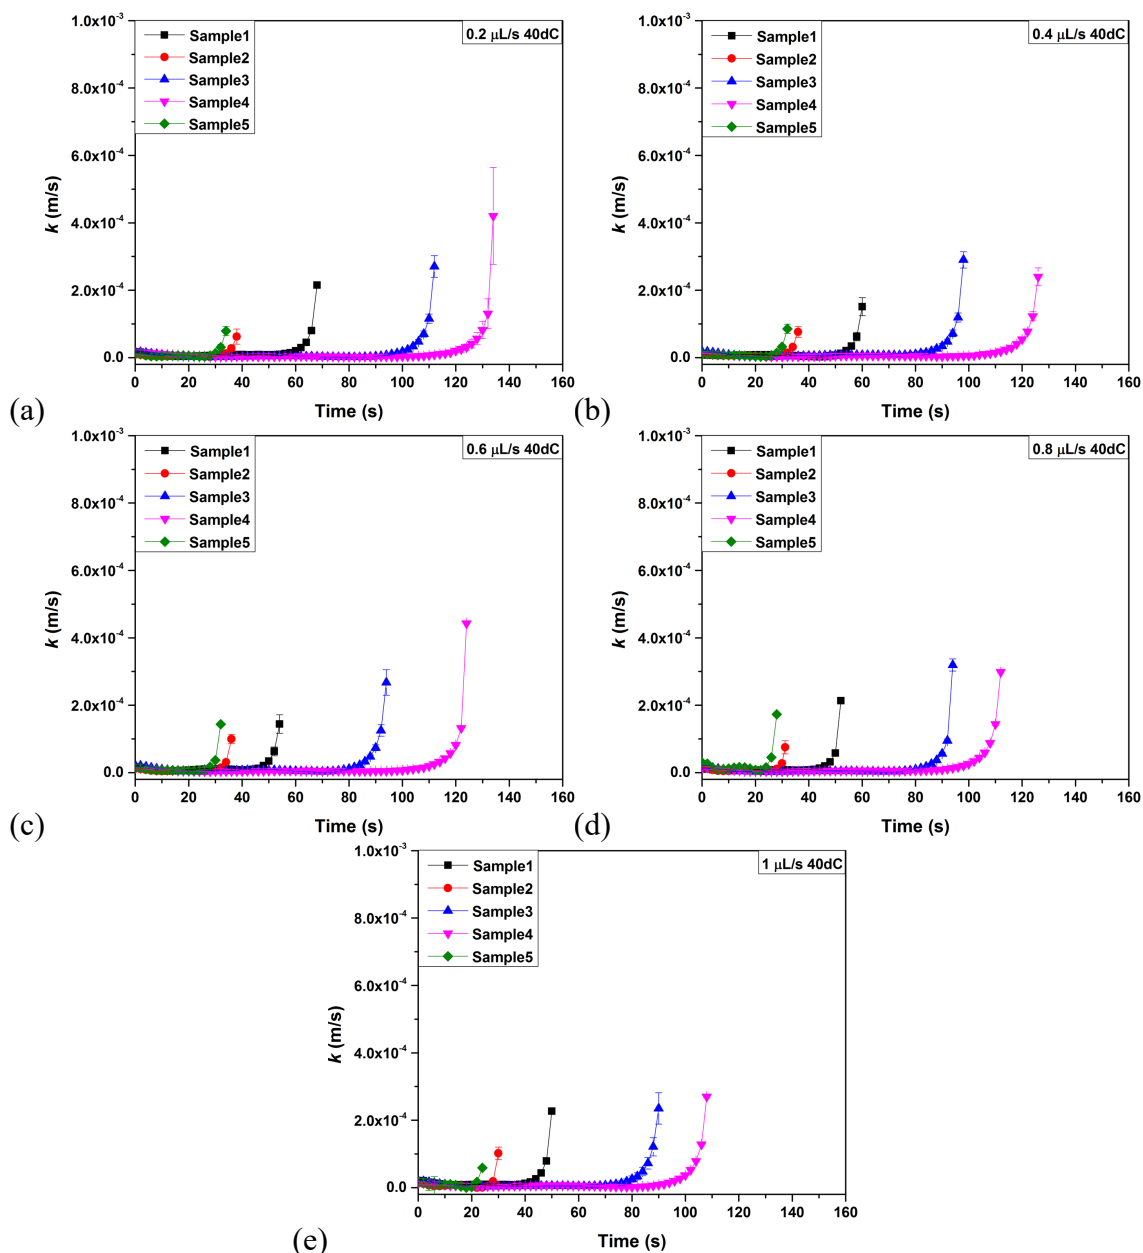 1.0x10⁻³
8.0x10⁻⁴
6.0x10⁻⁴
4.0x10⁻⁴
2.0x10⁻⁴
0.0
k (m/s)
Sample1
Sample2
Sample3
Sample4
Sample5
0.2 μL/s 40dC
0 20 40 60 80 100 120 140 160
Time (s)
(a)
1.0x10⁻³
8.0x10⁻⁴
6.0x10⁻⁴
4.0x10⁻⁴
2.0x10⁻⁴
0.0
k (m/s)
Sample1
Sample2
Sample3
Sample4
Sample5
0.4 μL/s 40dC
0 20 40 60 80 100 120 140 160
Time (s)
(b)
1.0x10⁻³
8.0x10⁻⁴
6.0x10⁻⁴
4.0x10⁻⁴
2.0x10⁻⁴
0.0
k (m/s)
Sample1
Sample2
Sample3
Sample4
Sample5
0.6 μL/s 40dC
0 20 40 60 80 100 120 140 160
Time (s)
(c)
1.0x10⁻³
8.0x10⁻⁴
6.0x10⁻⁴
4.0x10⁻⁴
2.0x10⁻⁴
0.0
k (m/s)
Sample1
Sample2
Sample3
Sample4
Sample5
0.8 μL/s 40dC
0 20 40 60 80 100 120 140 160
Time (s)
(d)
1.0x10⁻³
8.0x10⁻⁴
6.0x10⁻⁴
4.0x10⁻⁴
2.0x10⁻⁴
0.0
k (m/s)
Sample1
Sample2
Sample3
Sample4
Sample5
1 μL/s 40dC
0 20 40 60 80 100 120 140 160
Time (s)
(e)